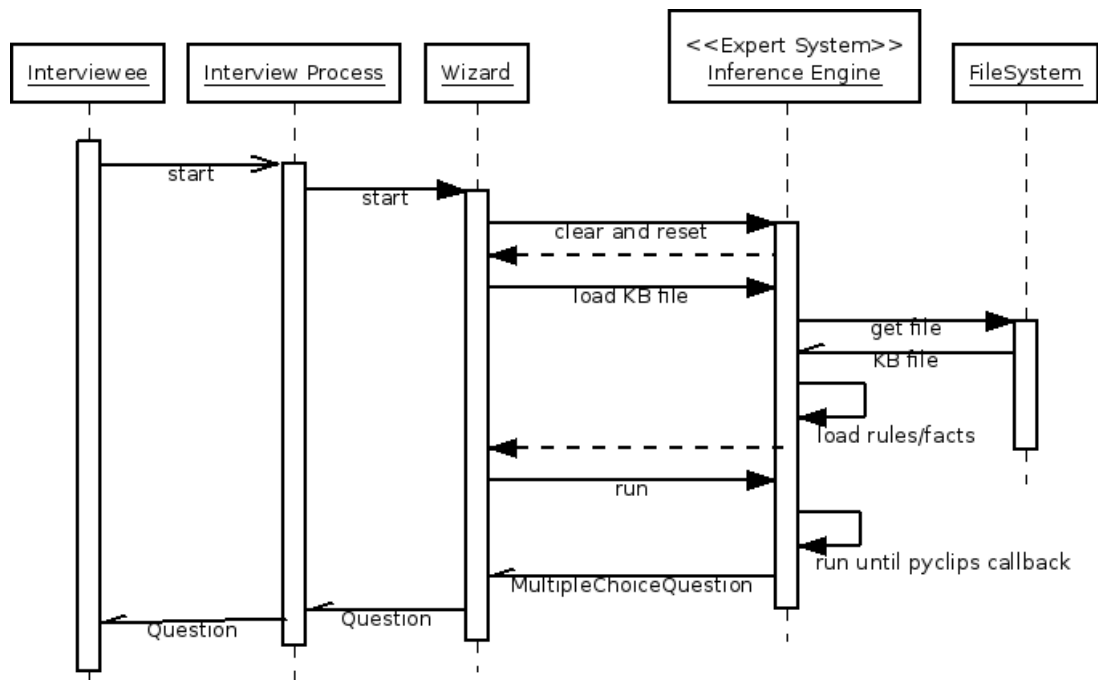 <<Expert System>>
Interviewee
Interview Process
Wizard
Inference Engine
FileSystem
start
start
clear and reset
load KB file
get file
KB file
load rules/facts
run
run until pyclips callback
MultipleChoiceQuestion
Question
Question